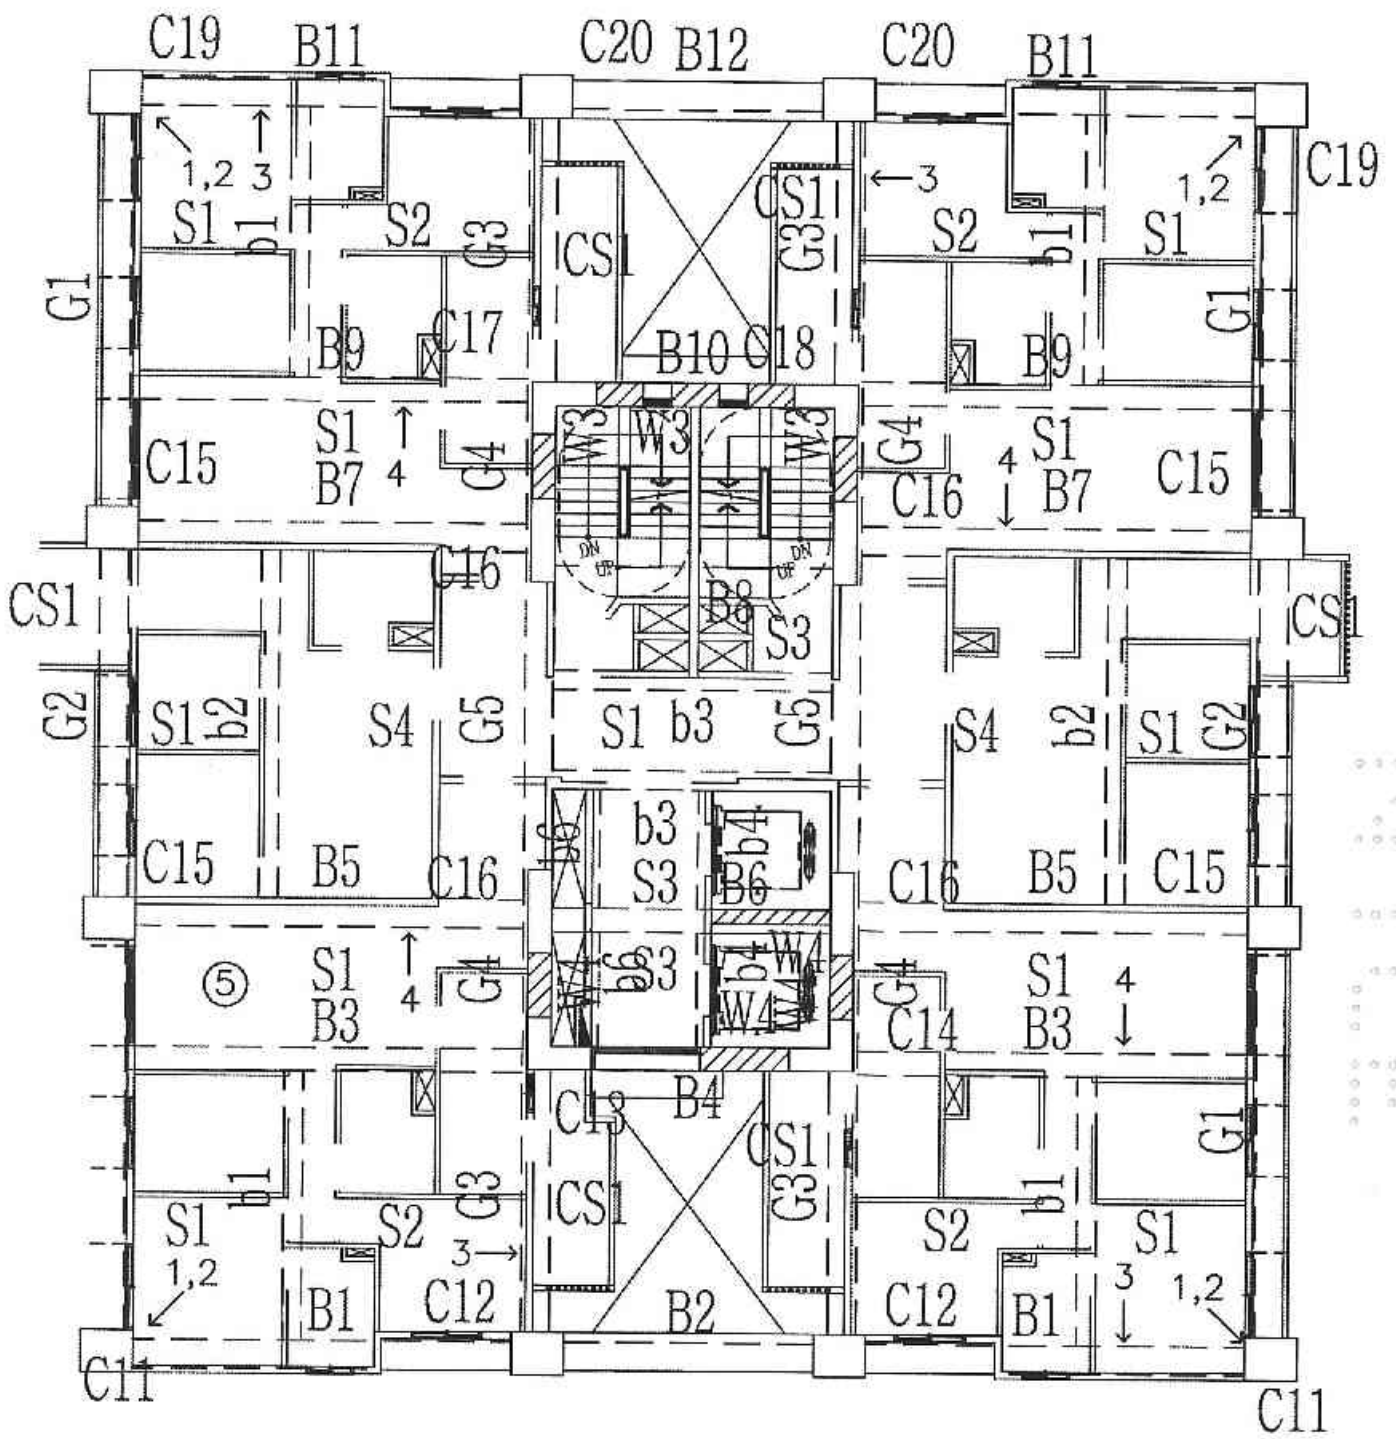 C19 B11 C20 B12 C20 B11
1,2 3 CS1 3 1,2 C19
S1 b1 S2 G3 CS1 G3 S2 b1 S1
G1 B9 C17 B10 C18 B9 G1
S1 W3 W3 W3 S1
C15 B7 4 G4 G4 C16 4 B7 C15
DN DN
UP UP
CS1 C16 B8 S3 CS1
G2 S1 b2 S4 G5 S1 b3 G5 S4 b2 S1 G2
b6 b3 b4
C15 B5 C16 S3 B6 C16 B5 C15
5 S1 4 G4 b6 S3 b4 W4 G4 S1 4
B3 W4 W4 W4 C14 B3
C13 B4 CS1 G1
b1 G3 CS1 G3 b1
S1 S2 3 S2 S1
1,2 B1 C12 B2 C12 B1 3 1,2
C11 C11